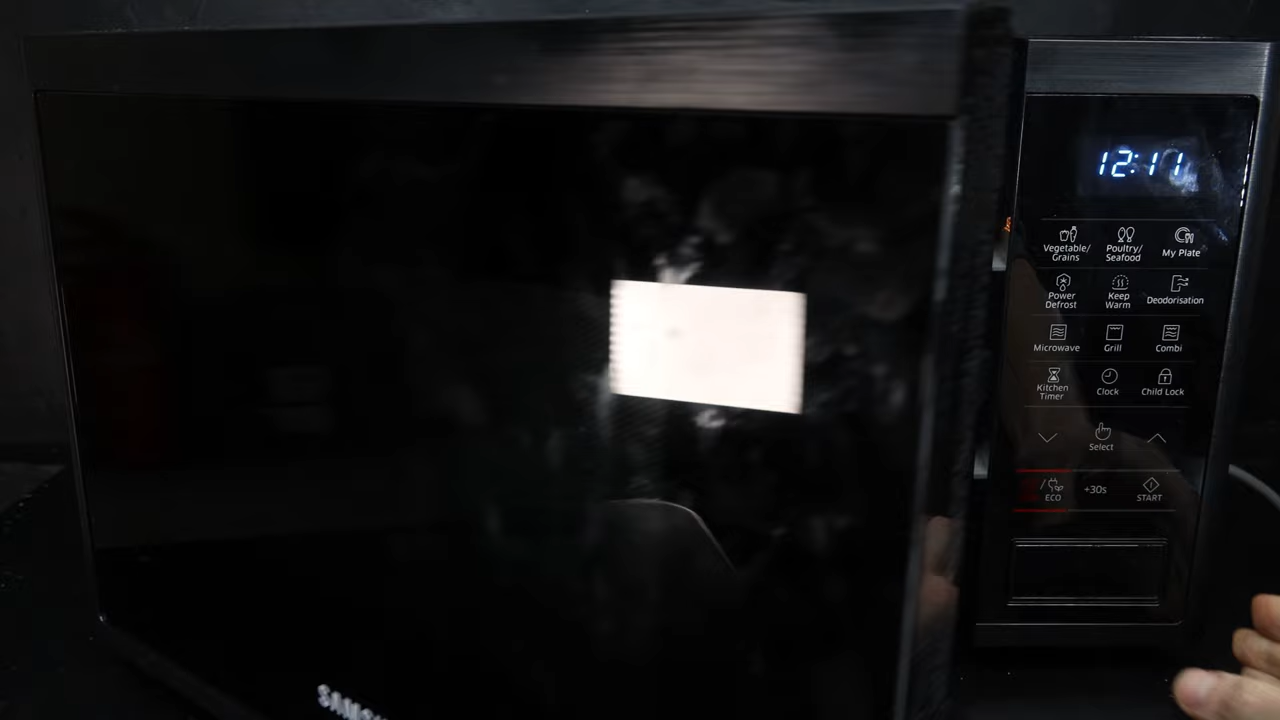 12:11
Vegetable/
Grains
Poultry/
Seafood
My Plate
Power
Defrost
Keep
Warm
Deodorisation
Microwave
Grill
Combi
Kitchen
Timer
Clock
Child Lock
Select
/
ECO
+30s
START
SAMSU